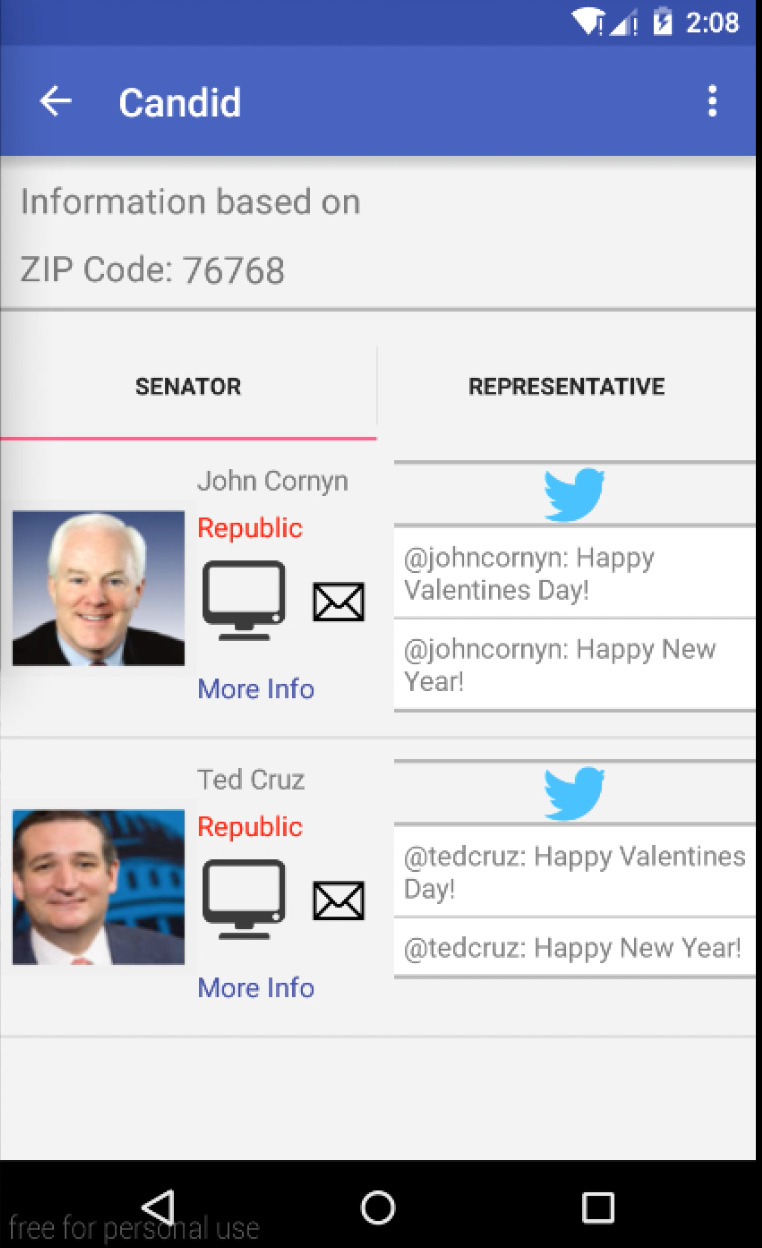 2:08
Candid
Information based on
ZIP Code: 76768
SENATOR
REPRESENTATIVE
John Cornyn
Republic
More Info
@johncornyn: Happy
Valentines Day!
@johncornyn: Happy New
Year!
Ted Cruz
Republic
More Info
@tedcruz: Happy Valentines
Day!
@tedcruz: Happy New Year!
free for personal use